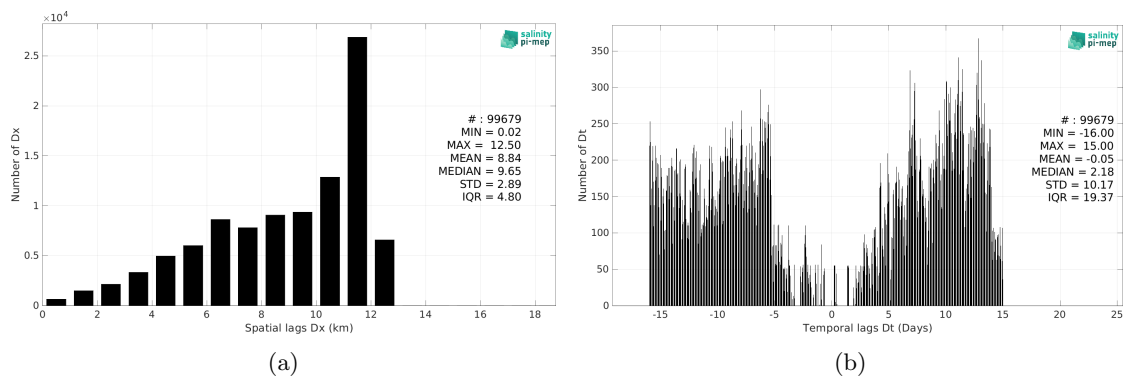 ×10⁴
salinity
pi-mep
2.5
2
1.5
1
0.5
0
Number of Dx
# : 99679
MIN = 0.02
MAX = 12.50
MEAN = 8.84
MEDIAN = 9.65
STD = 2.89
IQR = 4.80
0 2 4 6 8 10 12 14 16 18
Spatial lags Dx (km)
(a)
salinity
pi-mep
350
300
250
200
150
100
50
0
Number of Dt
# : 99679
MIN = -16.00
MAX = 15.00
MEAN = -0.05
MEDIAN = 2.18
STD = 10.17
IQR = 19.37
-15 -10 -5 0 5 10 15 20 25
Temporal lags Dt (Days)
(b)